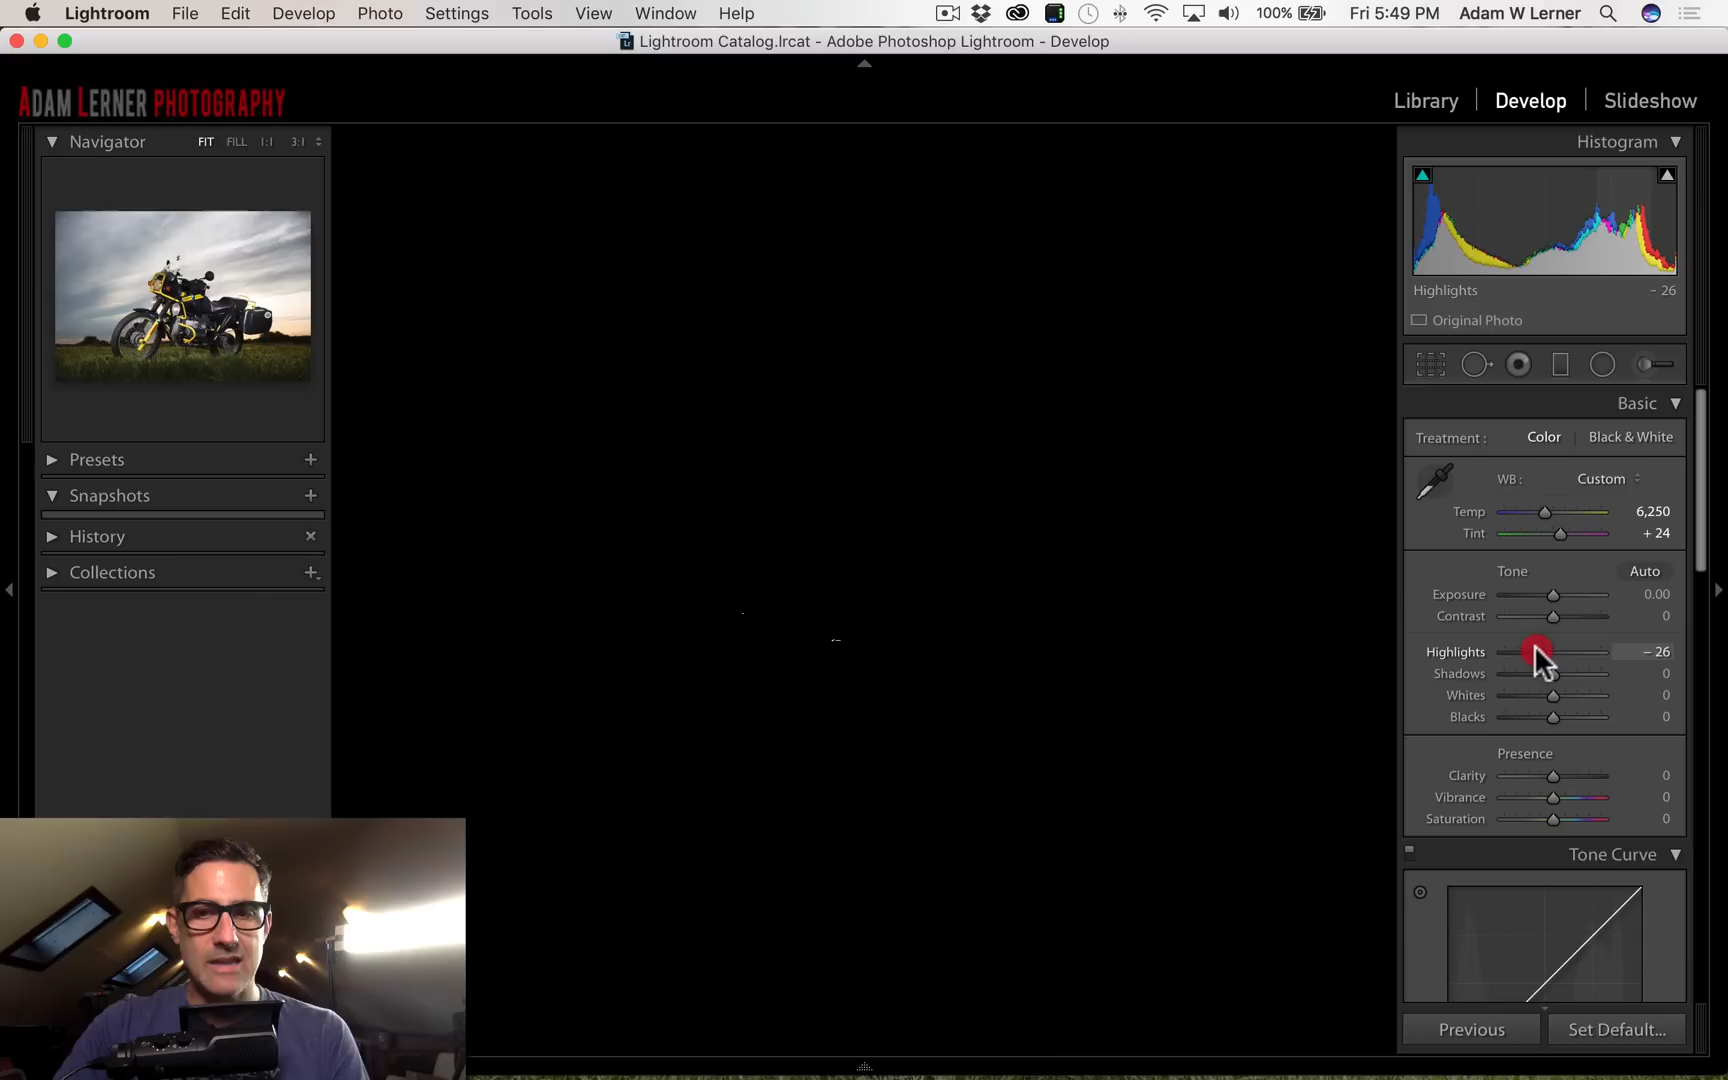 Lightroom File Edit Develop Photo Settings Tools View Window Help 100% Fri 5:49 PM Adam W Lerner
Lightroom Catalog.lrcat - Adobe Photoshop Lightroom - Develop
ADAM LERNER PHOTOGRAPHY
Library | Develop | Slideshow
Navigator FIT FILL 1:1 3:1
Presets
Snapshots
History
Collections
Histogram
Highlights - 26
Original Photo
Basic
Treatment : Color Black & White
WB : Custom
Temp 6,250
Tint + 24
Tone Auto
Exposure 0.00
Contrast 0
Highlights - 26
Shadows 0
Whites 0
Blacks 0
Presence
Clarity 0
Vibrance 0
Saturation 0
Tone Curve
Previous Set Default...